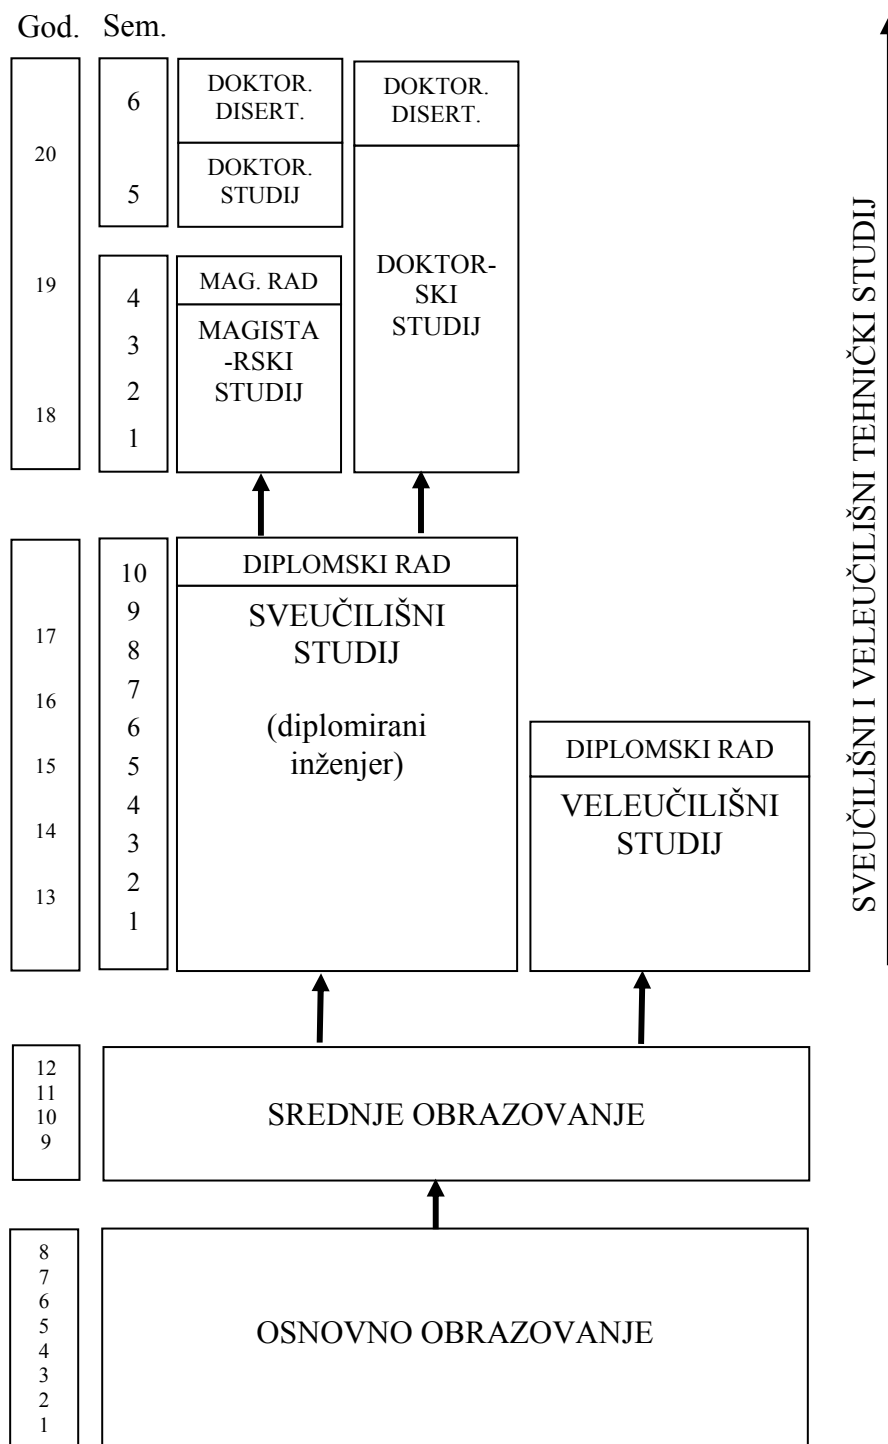 God. Sem.
20
19
18
6
5
4
3
2
1
DOKTOR.
DISERT.
DOKTOR.
STUDIJ
MAG. RAD
MAGISTA
-RSKI
STUDIJ
DOKTOR.
DISERT.
DOKTOR-
SKI
STUDIJ
17
16
15
14
13
10
9
8
7
6
5
4
3
2
1
DIPLOMSKI RAD
SVEUČILIŠNI
STUDIJ
(diplomirani
inženjer)
DIPLOMSKI RAD
VELEUČILIŠNI
STUDIJ
SVEUČILIŠNI I VELEUČILIŠNI TEHNIČKI STUDIJ
12
11
10
9
SREDNJE OBRAZOVANJE
8
7
6
5
4
3
2
1
OSNOVNO OBRAZOVANJE